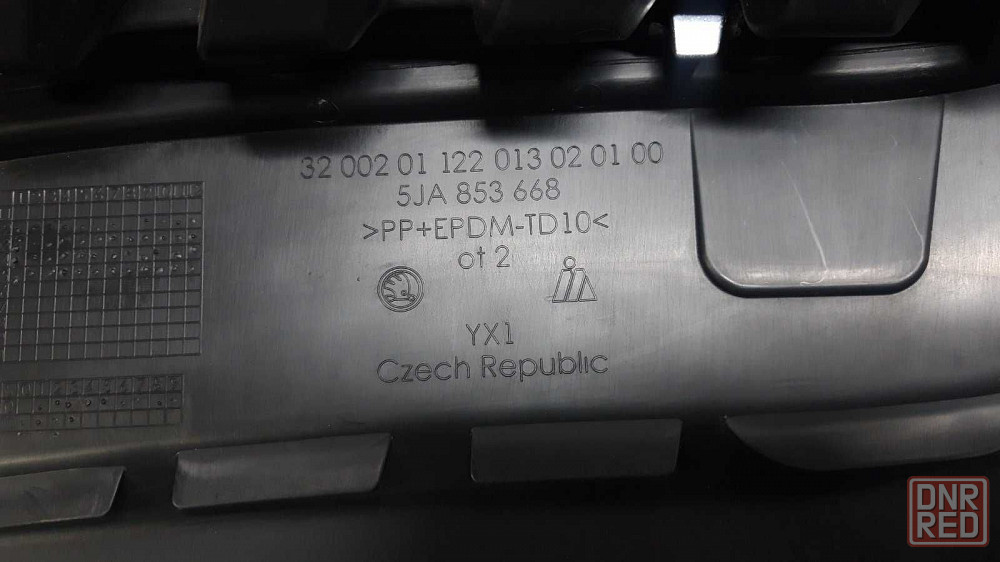 32 002 01 122 013 02 01 00
5JA 853 668
>PP+EPDM-TD10<
ot 2
YX1
Czech Republic
DNR
RED